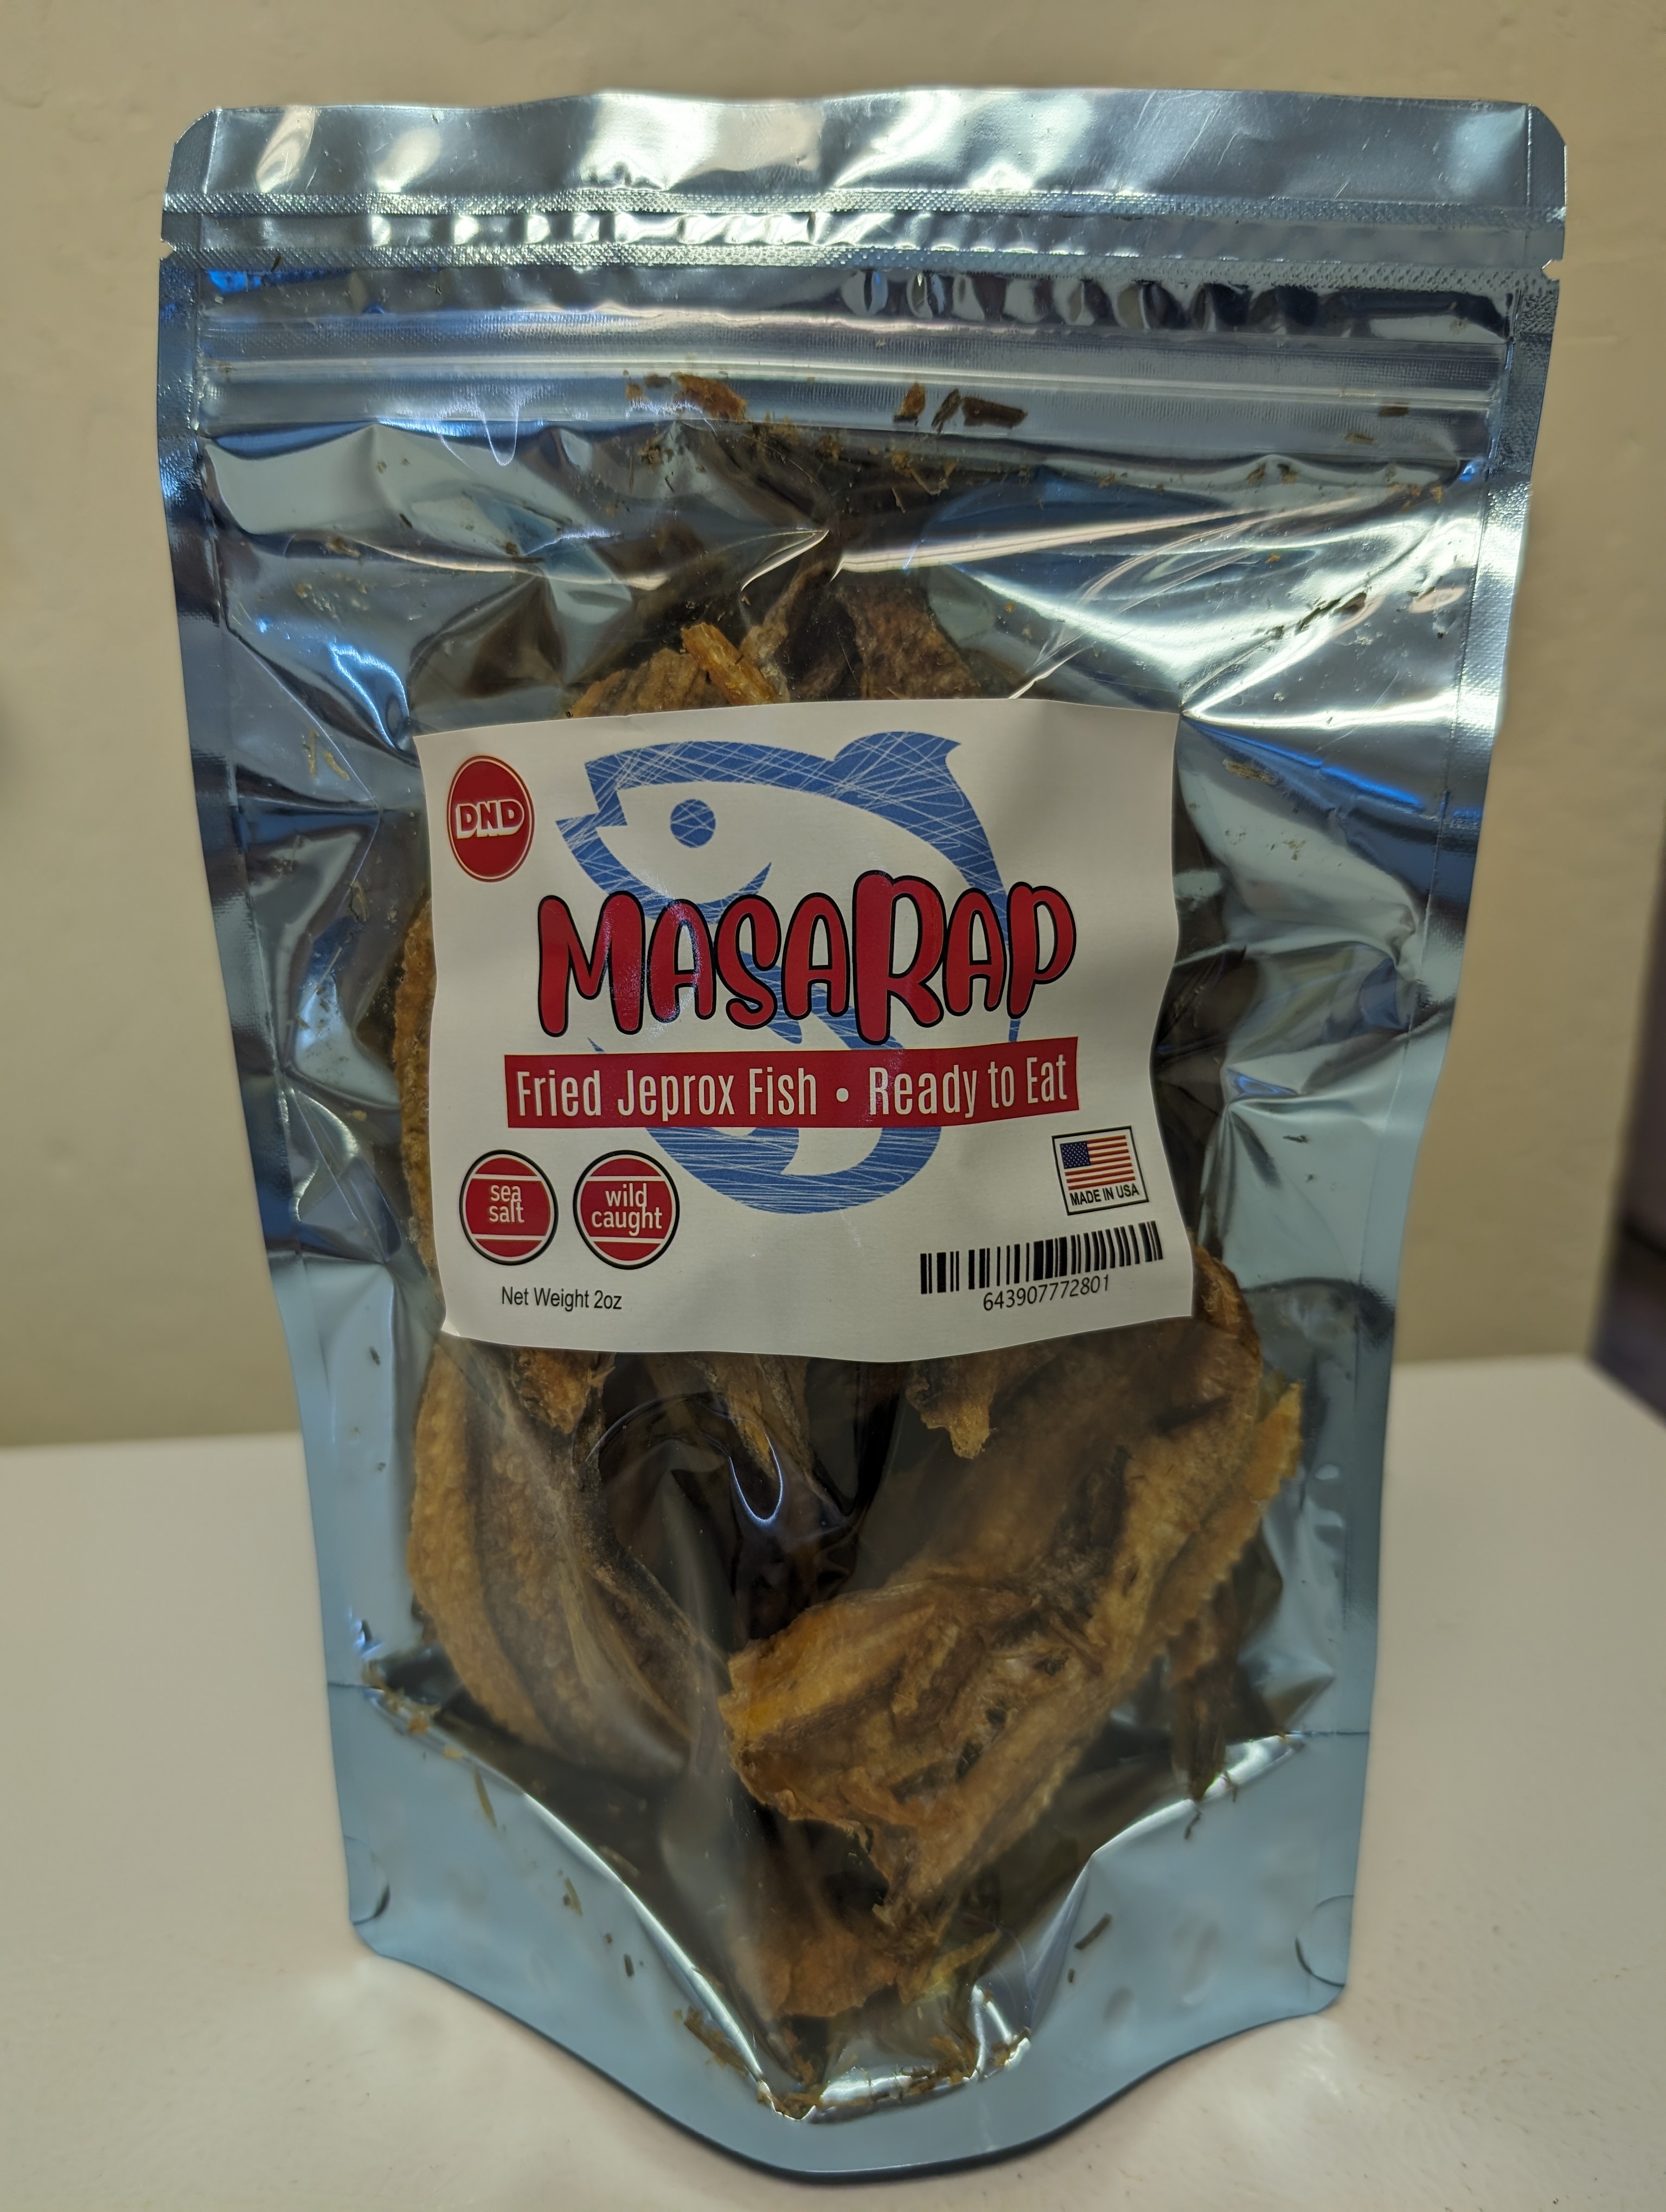 DND
MASARAP
Fried Jeprox Fish • Ready to Eat
sea
salt
wild
caught
MADE IN USA
Net Weight 2oz
643907772801